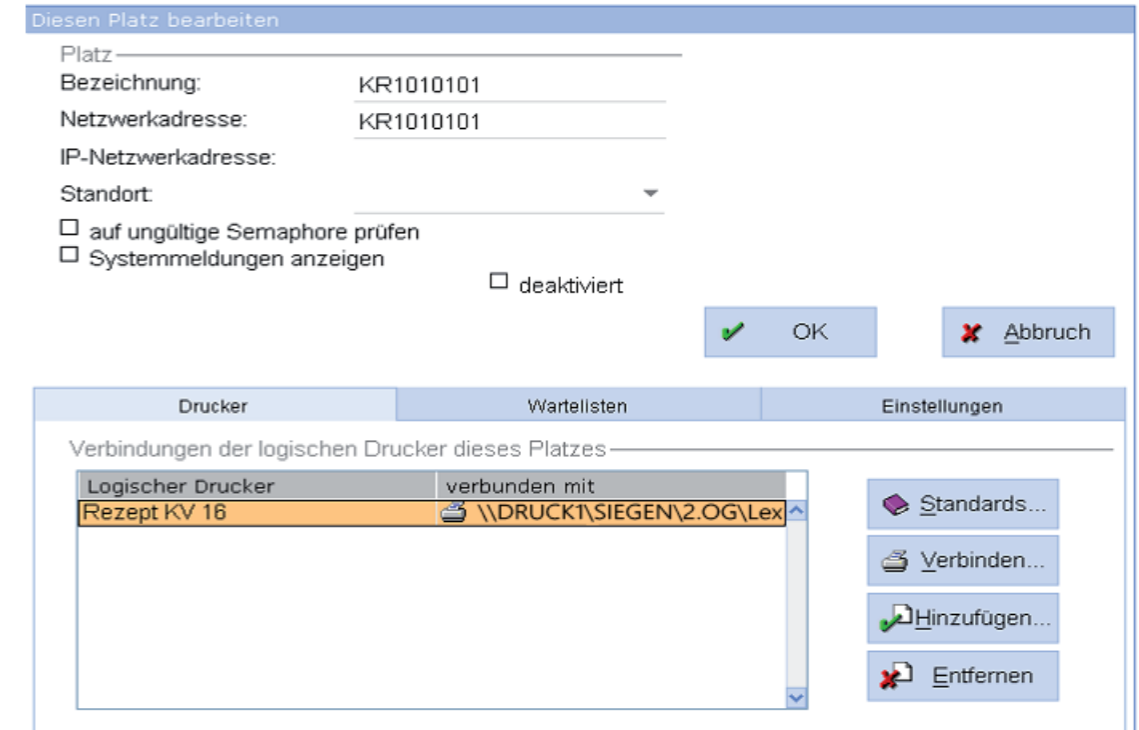 Diesen Platz bearbeiten
Platz
Bezeichnung: KR1010101
Netzwerkadresse: KR1010101
IP-Netzwerkadresse:
Standort:
auf ungültige Semaphore prüfen
Systemmeldungen anzeigen
deaktiviert
OK Abbruch
Drucker Wartelisten Einstellungen
Verbindungen der logischen Drucker dieses Platzes
Logischer Drucker verbunden mit
Rezept KV 16 \\DRUCK1\SIEGEN\2.OG\Lex
Standards...
Verbinden...
Hinzufügen...
Entfernen